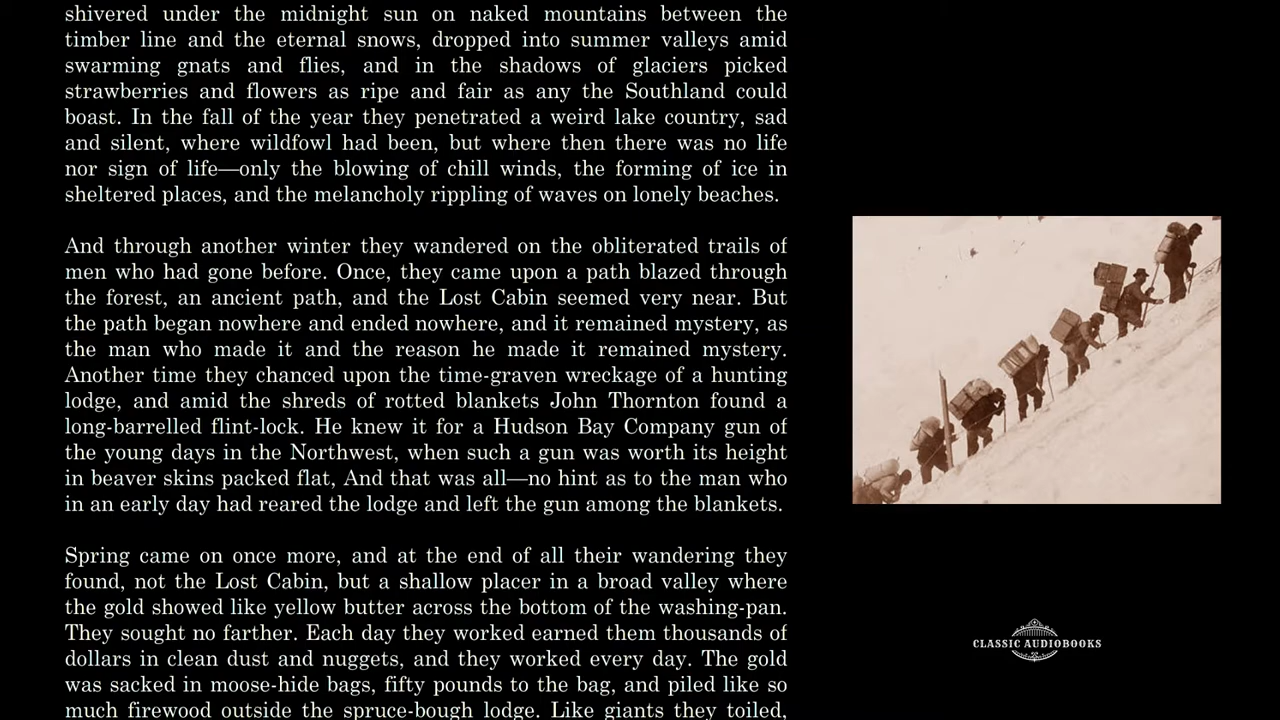 shivered under the midnight sun on naked mountains between the
timber line and the eternal snows, dropped into summer valleys amid
swarming gnats and flies, and in the shadows of glaciers picked
strawberries and flowers as ripe and fair as any the Southland could
boast. In the fall of the year they penetrated a weird lake country, sad
and silent, where wildfowl had been, but where then there was no life
nor sign of life—only the blowing of chill winds, the forming of ice in
sheltered places, and the melancholy rippling of waves on lonely beaches.
And through another winter they wandered on the obliterated trails of
men who had gone before. Once, they came upon a path blazed through
the forest, an ancient path, and the Lost Cabin seemed very near. But
the path began nowhere and ended nowhere, and it remained mystery, as
the man who made it and the reason he made it remained mystery.
Another time they chanced upon the time-graven wreckage of a hunting
lodge, and amid the shreds of rotted blankets John Thornton found a
long-barrelled flint-lock. He knew it for a Hudson Bay Company gun of
the young days in the Northwest, when such a gun was worth its height
in beaver skins packed flat, And that was all—no hint as to the man who
in an early day had reared the lodge and left the gun among the blankets.
Spring came on once more, and at the end of all their wandering they
found, not the Lost Cabin, but a shallow placer in a broad valley where
the gold showed like yellow butter across the bottom of the washing-pan.
They sought no farther. Each day they worked earned them thousands of
dollars in clean dust and nuggets, and they worked every day. The gold
was sacked in moose-hide bags, fifty pounds to the bag, and piled like so
much firewood outside the spruce-bough lodge. Like giants they toiled,
CLASSIC AUDIOBOOKS